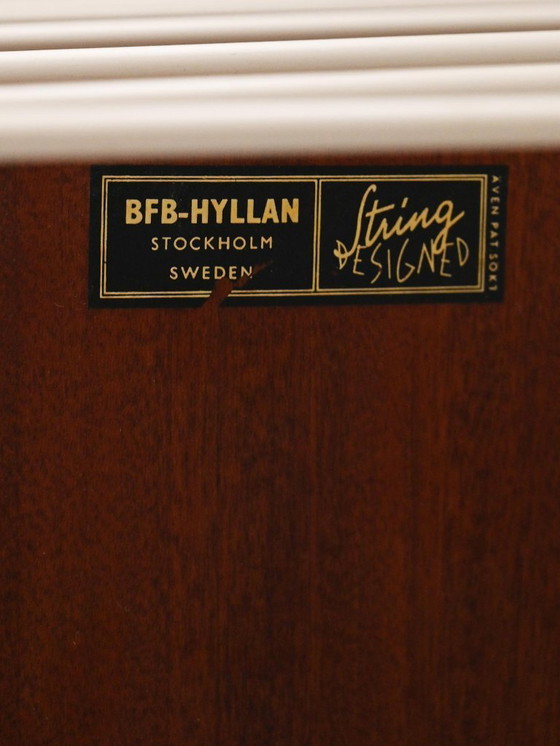 BFB-HYLLAN
STOCKHOLM
SWEDEN
String
DESIGNED
ÄVEN PAT SÖKT